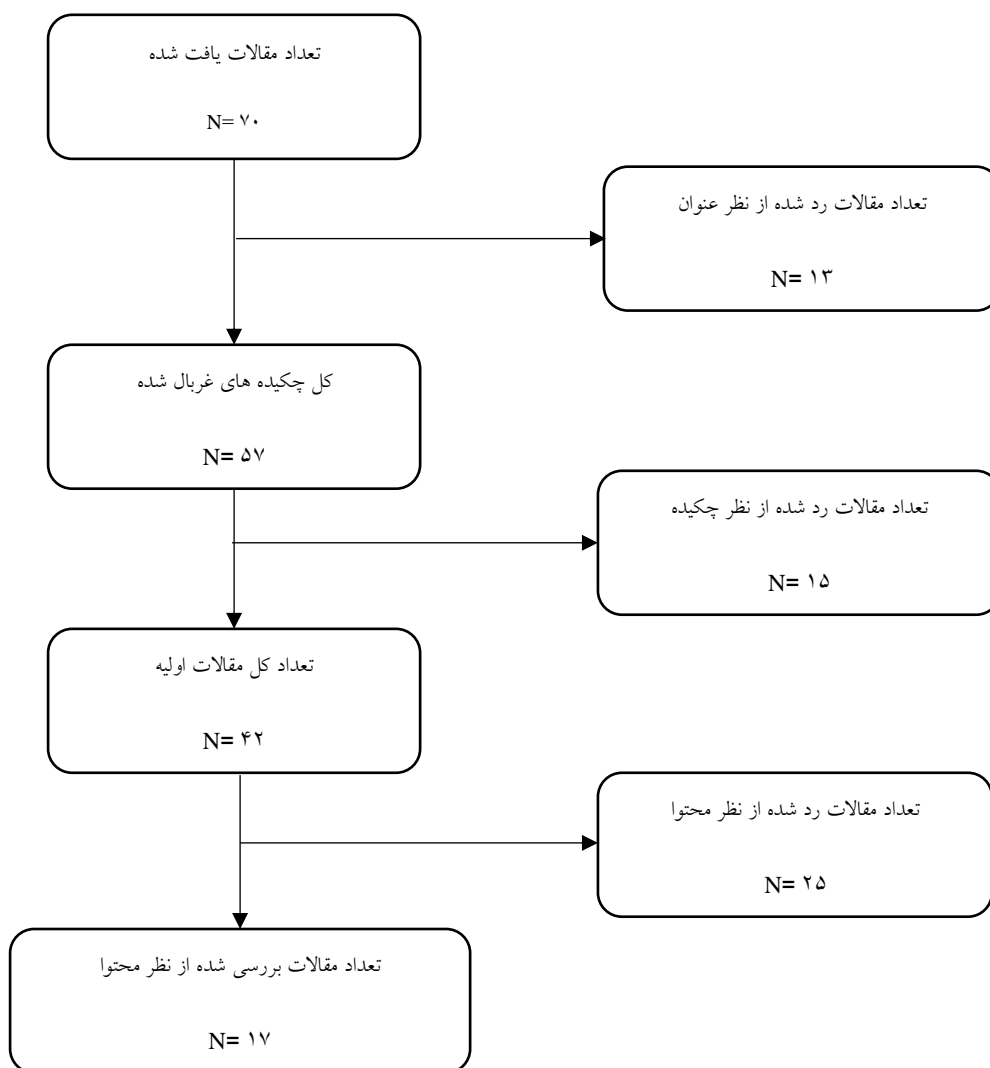 تعداد مقالات یافت شده
N= ۷۰
تعداد مقالات رد شده از نظر عنوان
N= ۱۳
کل چکیده های غربال شده
N= ۵۷
تعداد مقالات رد شده از نظر چکیده
N= ۱۵
تعداد کل مقالات اولیه
N= ۴۲
تعداد مقالات رد شده از نظر محتوا
N= ۲۵
تعداد مقالات بررسی شده از نظر محتوا
N= ۱۷